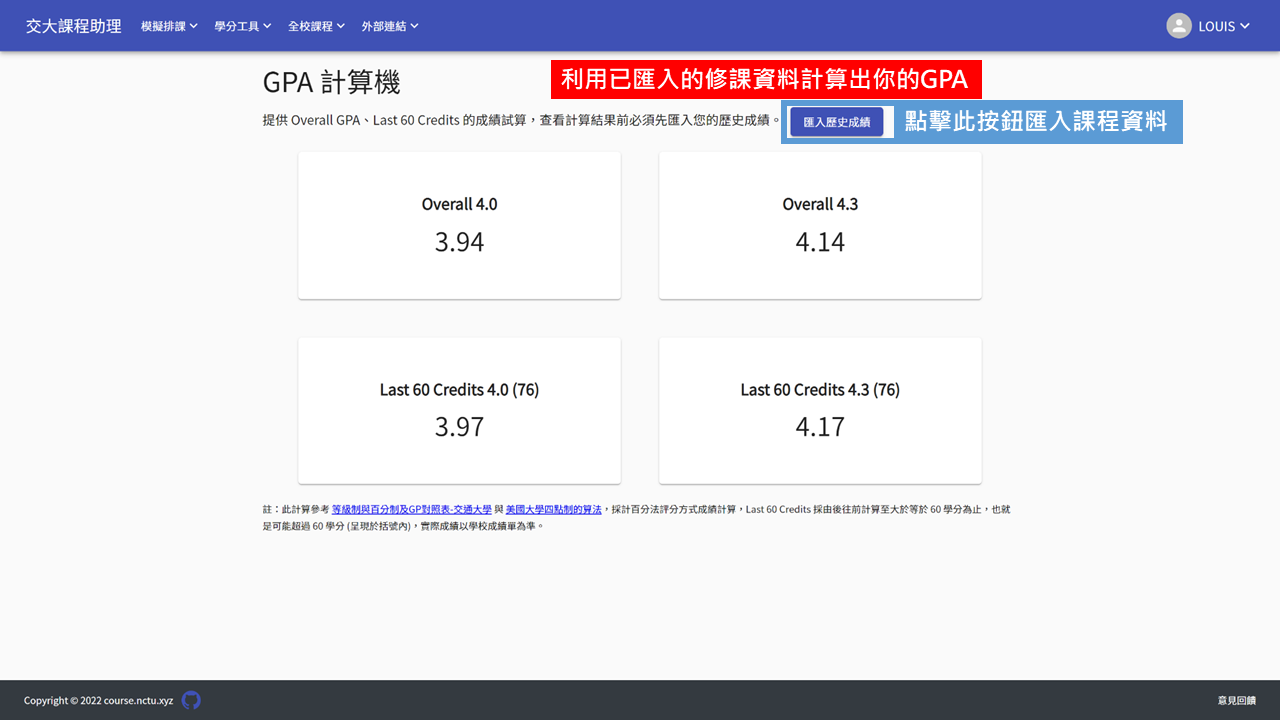 交大課程助理 模擬排課 學分工具 全校課程 外部連結 LOUIS
GPA 計算機
利用已匯入的修課資料計算出你的GPA
提供 Overall GPA、Last 60 Credits 的成績試算，查看計算結果前必須先匯入您的歷史成績。
匯入歷史成績
點擊此按鈕匯入課程資料
Overall 4.0
3.94
Overall 4.3
4.14
Last 60 Credits 4.0 (76)
3.97
Last 60 Credits 4.3 (76)
4.17
註：此計算參考 等級制與百分制及GP對照表-交通大學 與 美國大學四點制的算法，採計百分法評分方式成績計算，Last 60 Credits 採由後往前計算至大於等於 60 學分為止，也就
是可能超過 60 學分 (呈現於括號內)，實際成績以學校成績單為準。
Copyright © 2022 course.nctu.xyz
意見回饋